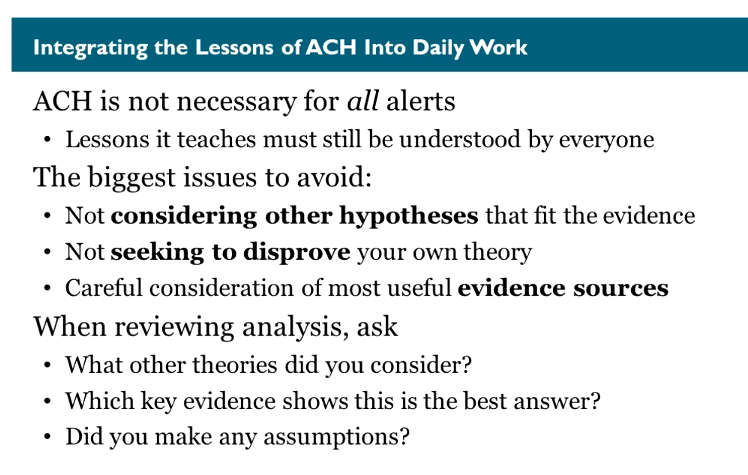 Integrating the Lessons of ACH Into Daily Work
ACH is not necessary for all alerts
• Lessons it teaches must still be understood by everyone
The biggest issues to avoid:
• Not considering other hypotheses that fit the evidence
• Not seeking to disprove your own theory
• Careful consideration of most useful evidence sources
When reviewing analysis, ask
• What other theories did you consider?
• Which key evidence shows this is the best answer?
• Did you make any assumptions?